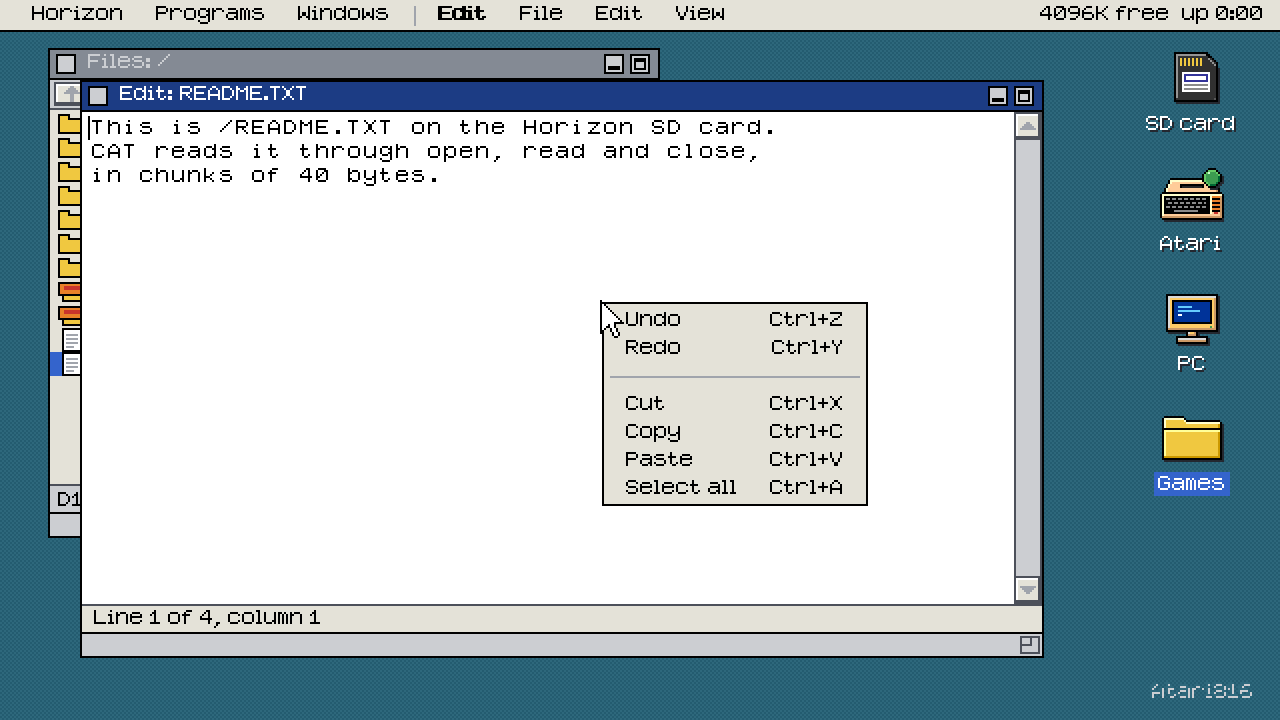 Horizon Programs Windows Edit File Edit View 4096K free up 0:00
Files: /
Edit: README.TXT
This is /README.TXT on the Horizon SD card.
CAT reads it through open, read and close,
in chunks of 40 bytes.
Undo Ctrl+Z
Redo Ctrl+Y
Cut Ctrl+X
Copy Ctrl+C
Paste Ctrl+V
Select all Ctrl+A
D1
Line 1 of 4, column 1
SD card
Atari
PC
Games
Atari816